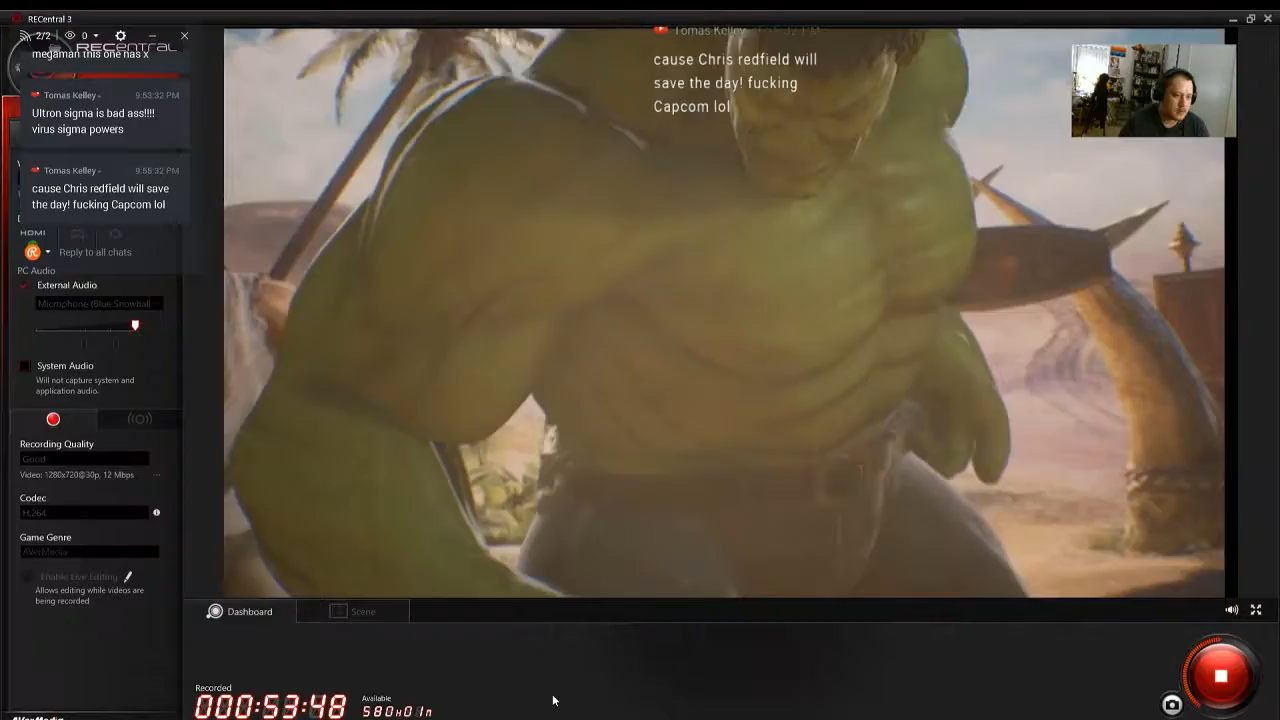 RECentral 3
2/2 0
RECENTRAL
megaman this one has x
Tomas Kelley
9:53:32 PM
Ultron sigma is bad ass!!!!
virus sigma powers
Tomas Kelley
9:55:32 PM
cause Chris redfield will save
the day! fucking Capcom lol
HDMI
Reply to all chats
PC Audio
External Audio
Microphone (Blue Snowball
System Audio
Will not capture system and
application audio.
Recording Quality
Good
Video: 1280x720@30p, 12 Mbps
Codec
H.264
Game Genre
AVerMedia
Enable Live Editing
Allows editing while videos are
being recorded
AVerMedia
Tomas Kelley
cause Chris redfield will
save the day! fucking
Capcom lol
Dashboard
Scene
Recorded
000:53:48
Available
580H01m